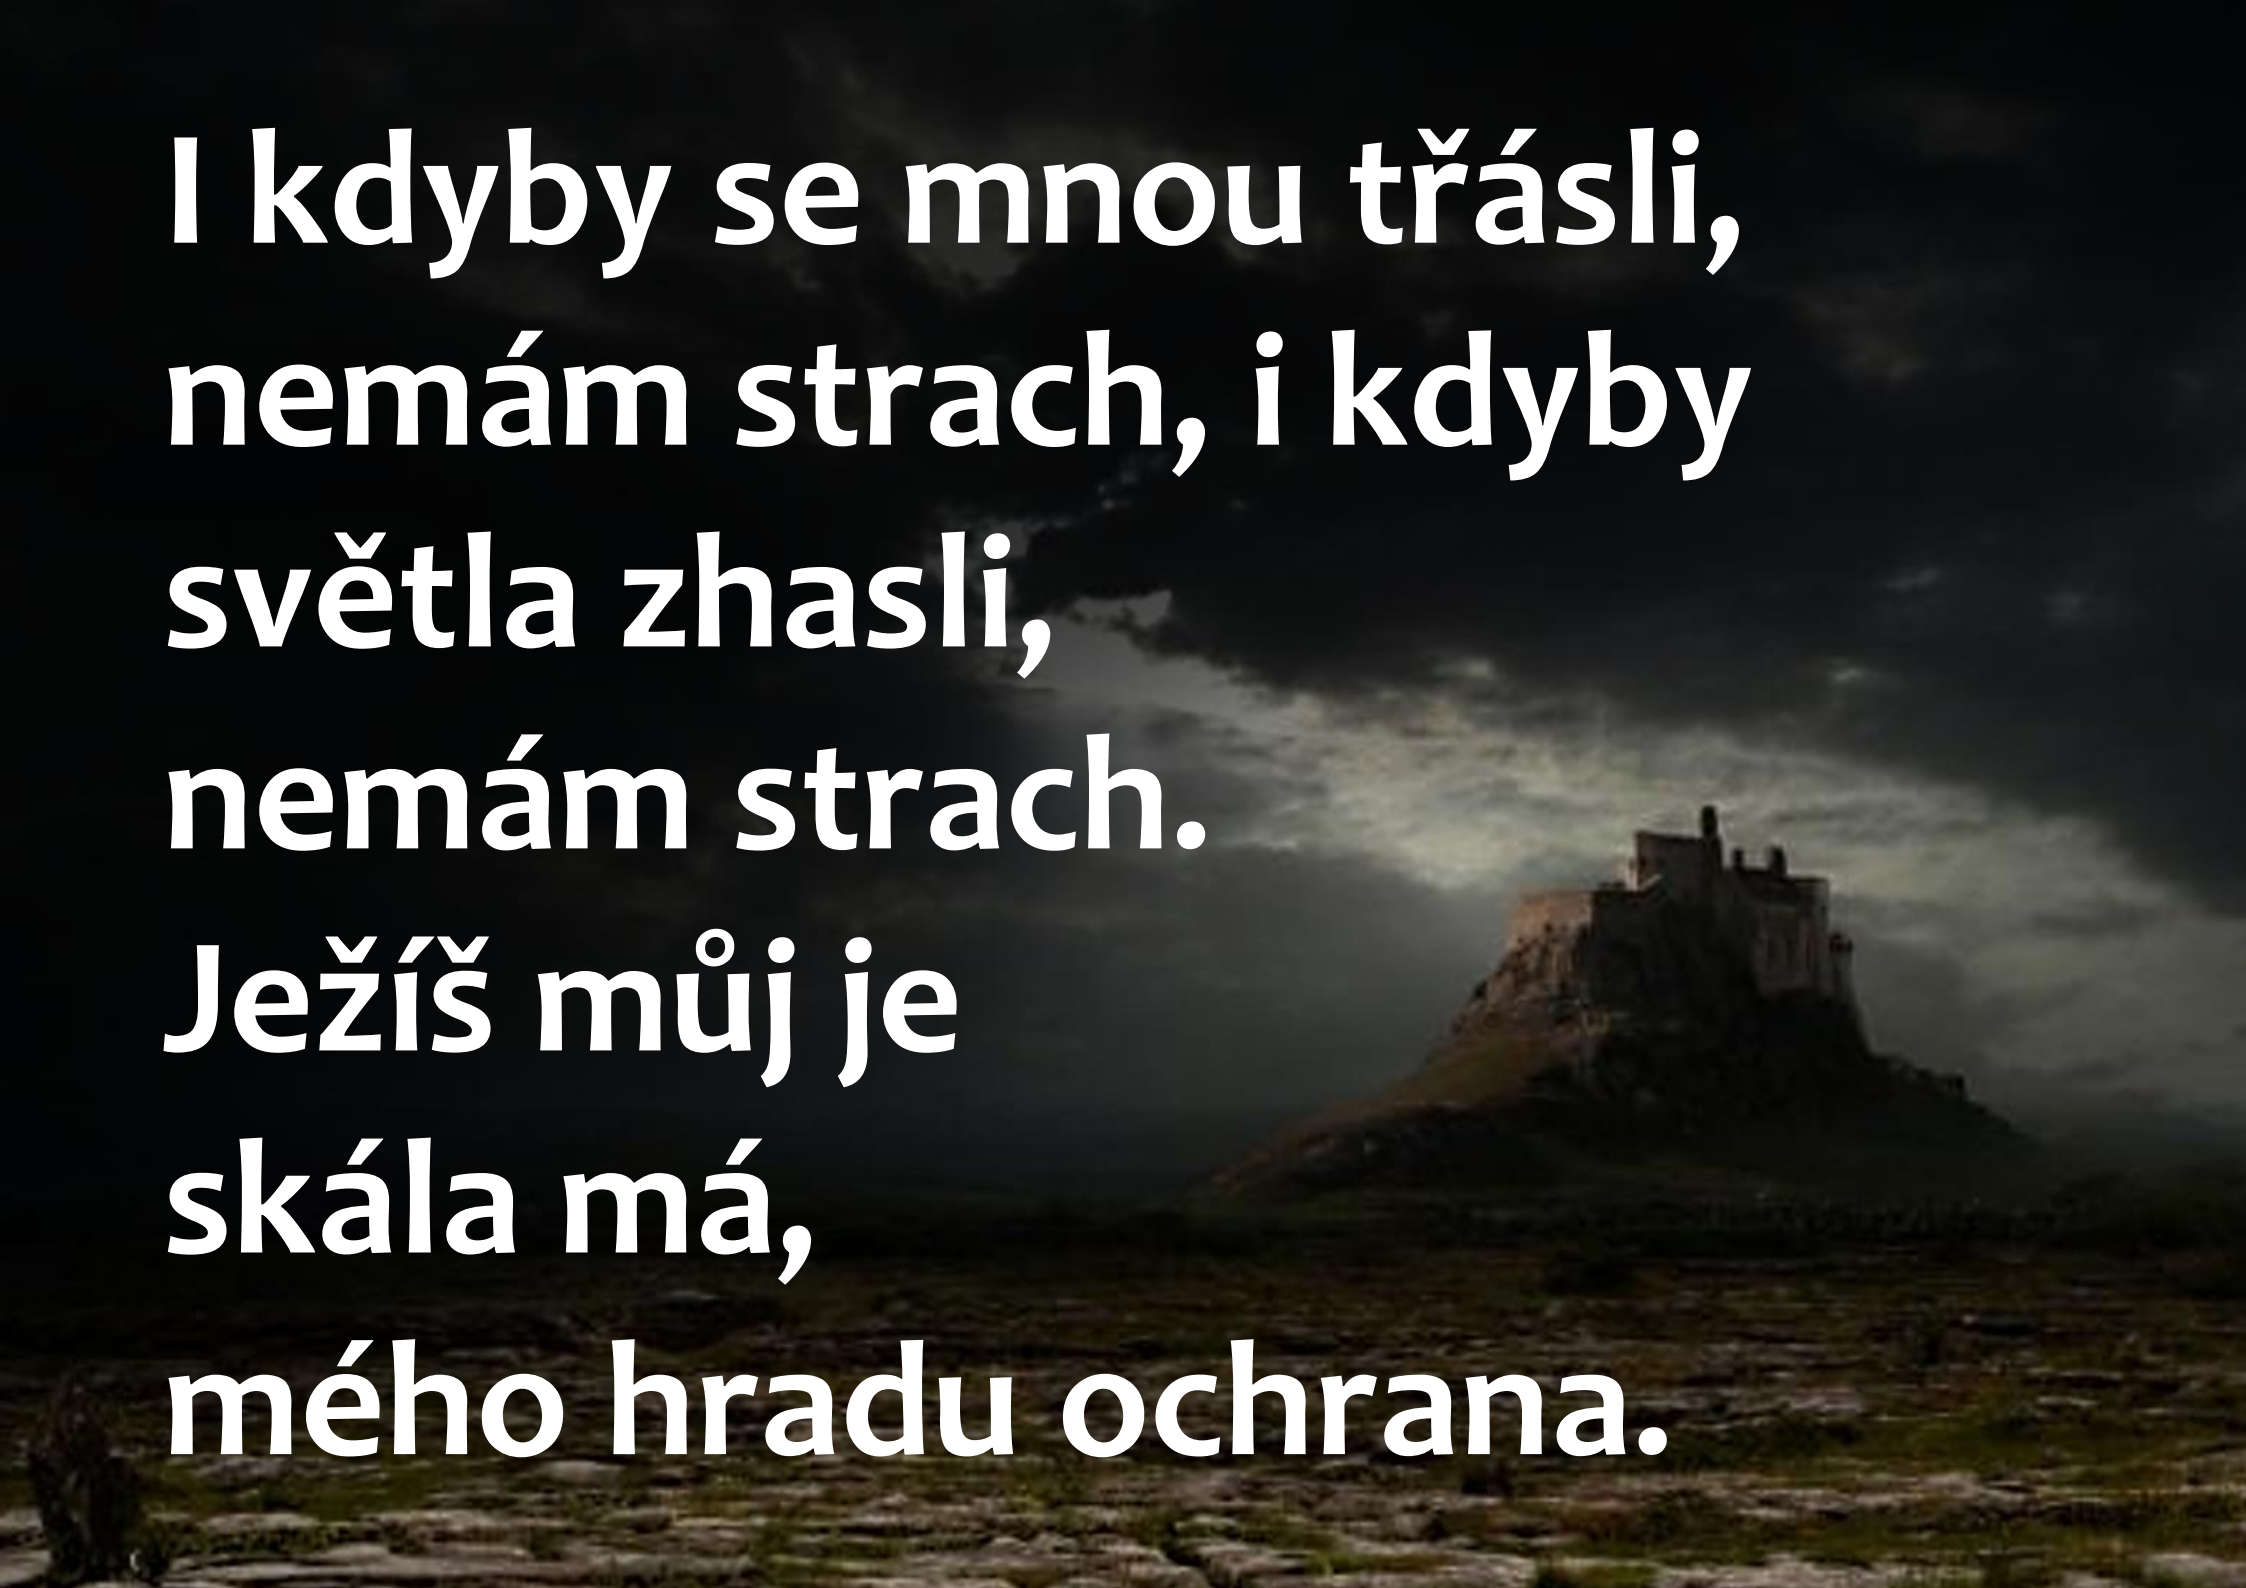 I kdyby se mnou třásli,
nemám strach, i kdyby
světla zhasli,
nemám strach.
Ježíš můj je
skála má,
mého hradu ochrana.